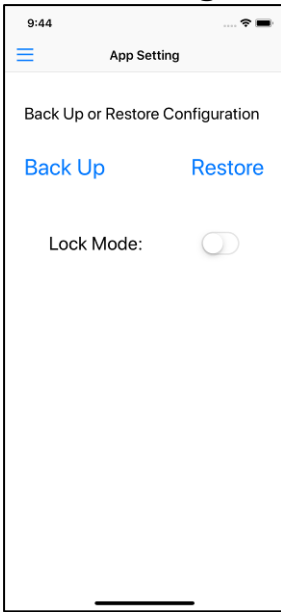 9:44
App Setting
Back Up or Restore Configuration
Back Up Restore
Lock Mode: